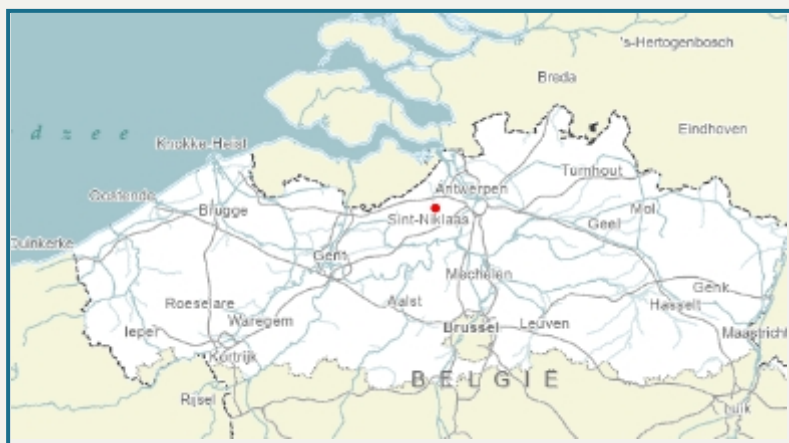 's-Hertogenbosch
Breda
d z e e
Eindhoven
Knokke-Heist
Turnhout
Antwerpen
Oostende
Brugge
Mol
Sint-Niklaas
Geel
Duinkerke
Gent
Mechelen
Genk
Roeselare
Aalst
Hasselt
Waregem
Ieper
Brussel
Leuven
Maastricht
Kortrijk
BELGIË
Rijsel
Luik